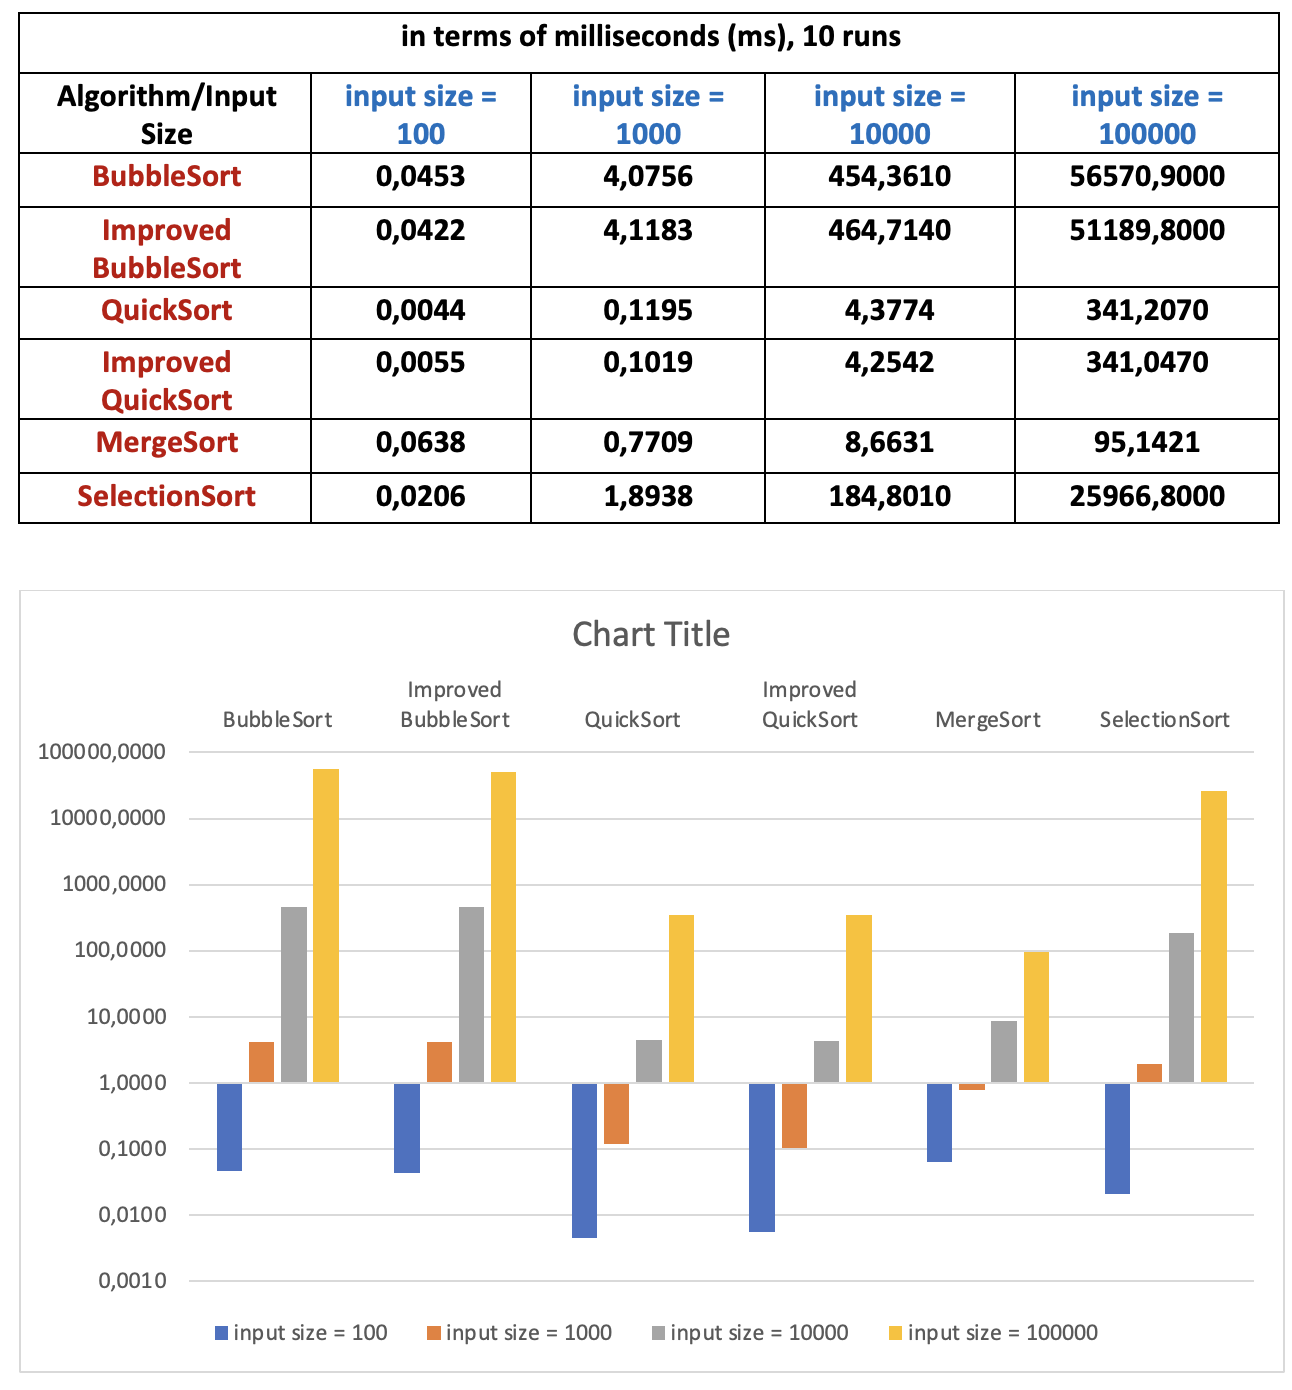 in terms of milliseconds (ms), 10 runs
Algorithm/Input Size input size = 100 input size = 1000 input size = 10000 input size = 100000
BubbleSort 0,0453 4,0756 454,3610 56570,9000
Improved BubbleSort 0,0422 4,1183 464,7140 51189,8000
QuickSort 0,0044 0,1195 4,3774 341,2070
Improved QuickSort 0,0055 0,1019 4,2542 341,0470
MergeSort 0,0638 0,7709 8,6631 95,1421
SelectionSort 0,0206 1,8938 184,8010 25966,8000
Chart Title
BubbleSort Improved BubbleSort QuickSort Improved QuickSort MergeSort SelectionSort
100000,0000
10000,0000
1000,0000
100,0000
10,0000
1,0000
0,1000
0,0100
0,0010
input size = 100 input size = 1000 input size = 10000 input size = 100000